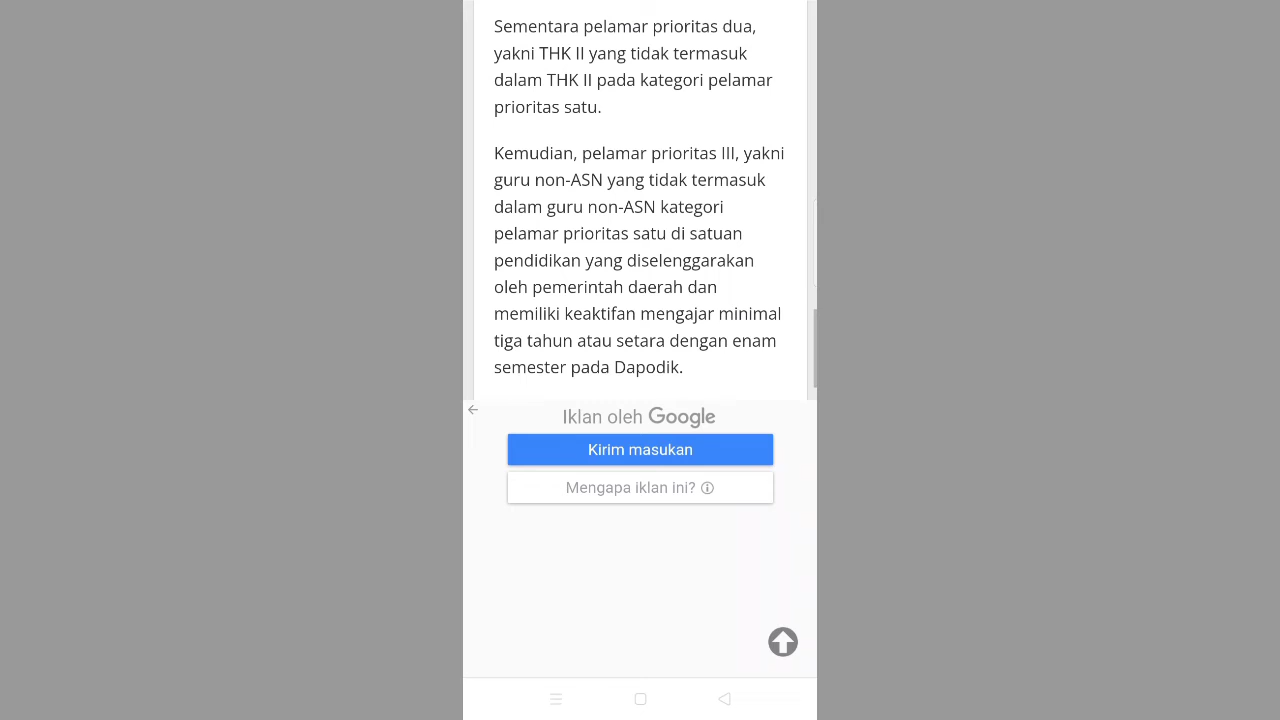 Sementara pelamar prioritas dua,
yakni THK II yang tidak termasuk
dalam THK II pada kategori pelamar
prioritas satu.
Kemudian, pelamar prioritas III, yakni
guru non-ASN yang tidak termasuk
dalam guru non-ASN kategori
pelamar prioritas satu di satuan
pendidikan yang diselenggarakan
oleh pemerintah daerah dan
memiliki keaktifan mengajar minimal
tiga tahun atau setara dengan enam
semester pada Dapodik.
Iklan oleh Google
Kirim masukan
Mengapa iklan ini?